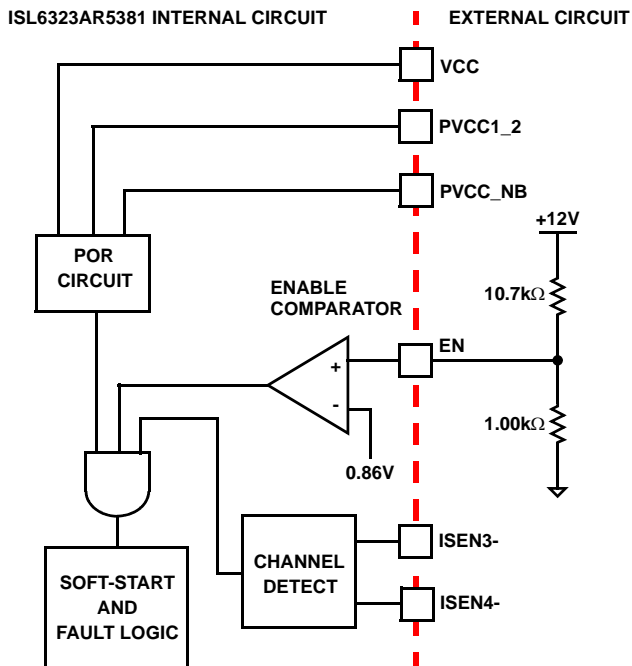 ISL6323AR5381 INTERNAL CIRCUIT
EXTERNAL CIRCUIT
VCC
PVCC1_2
PVCC_NB
+12V
POR
CIRCUIT
10.7kΩ
ENABLE
COMPARATOR
EN
+
-
1.00kΩ
0.86V
ISEN3-
CHANNEL
DETECT
ISEN4-
SOFT-START
AND
FAULT LOGIC